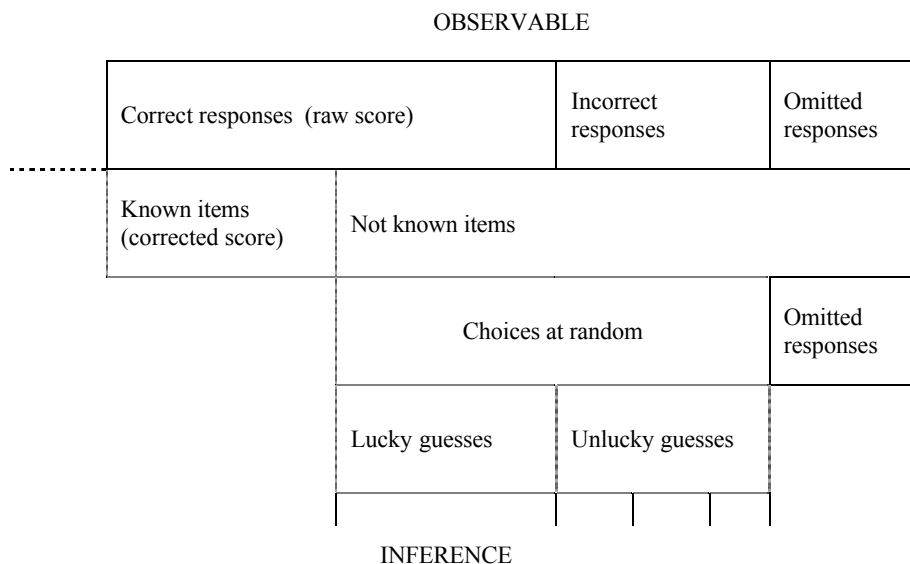 OBSERVABLE
Correct responses (raw score)
Incorrect
responses
Omitted
responses
Known items
(corrected score)
Not known items
Choices at random
Omitted
responses
Lucky guesses
Unlucky guesses
INFERENCE